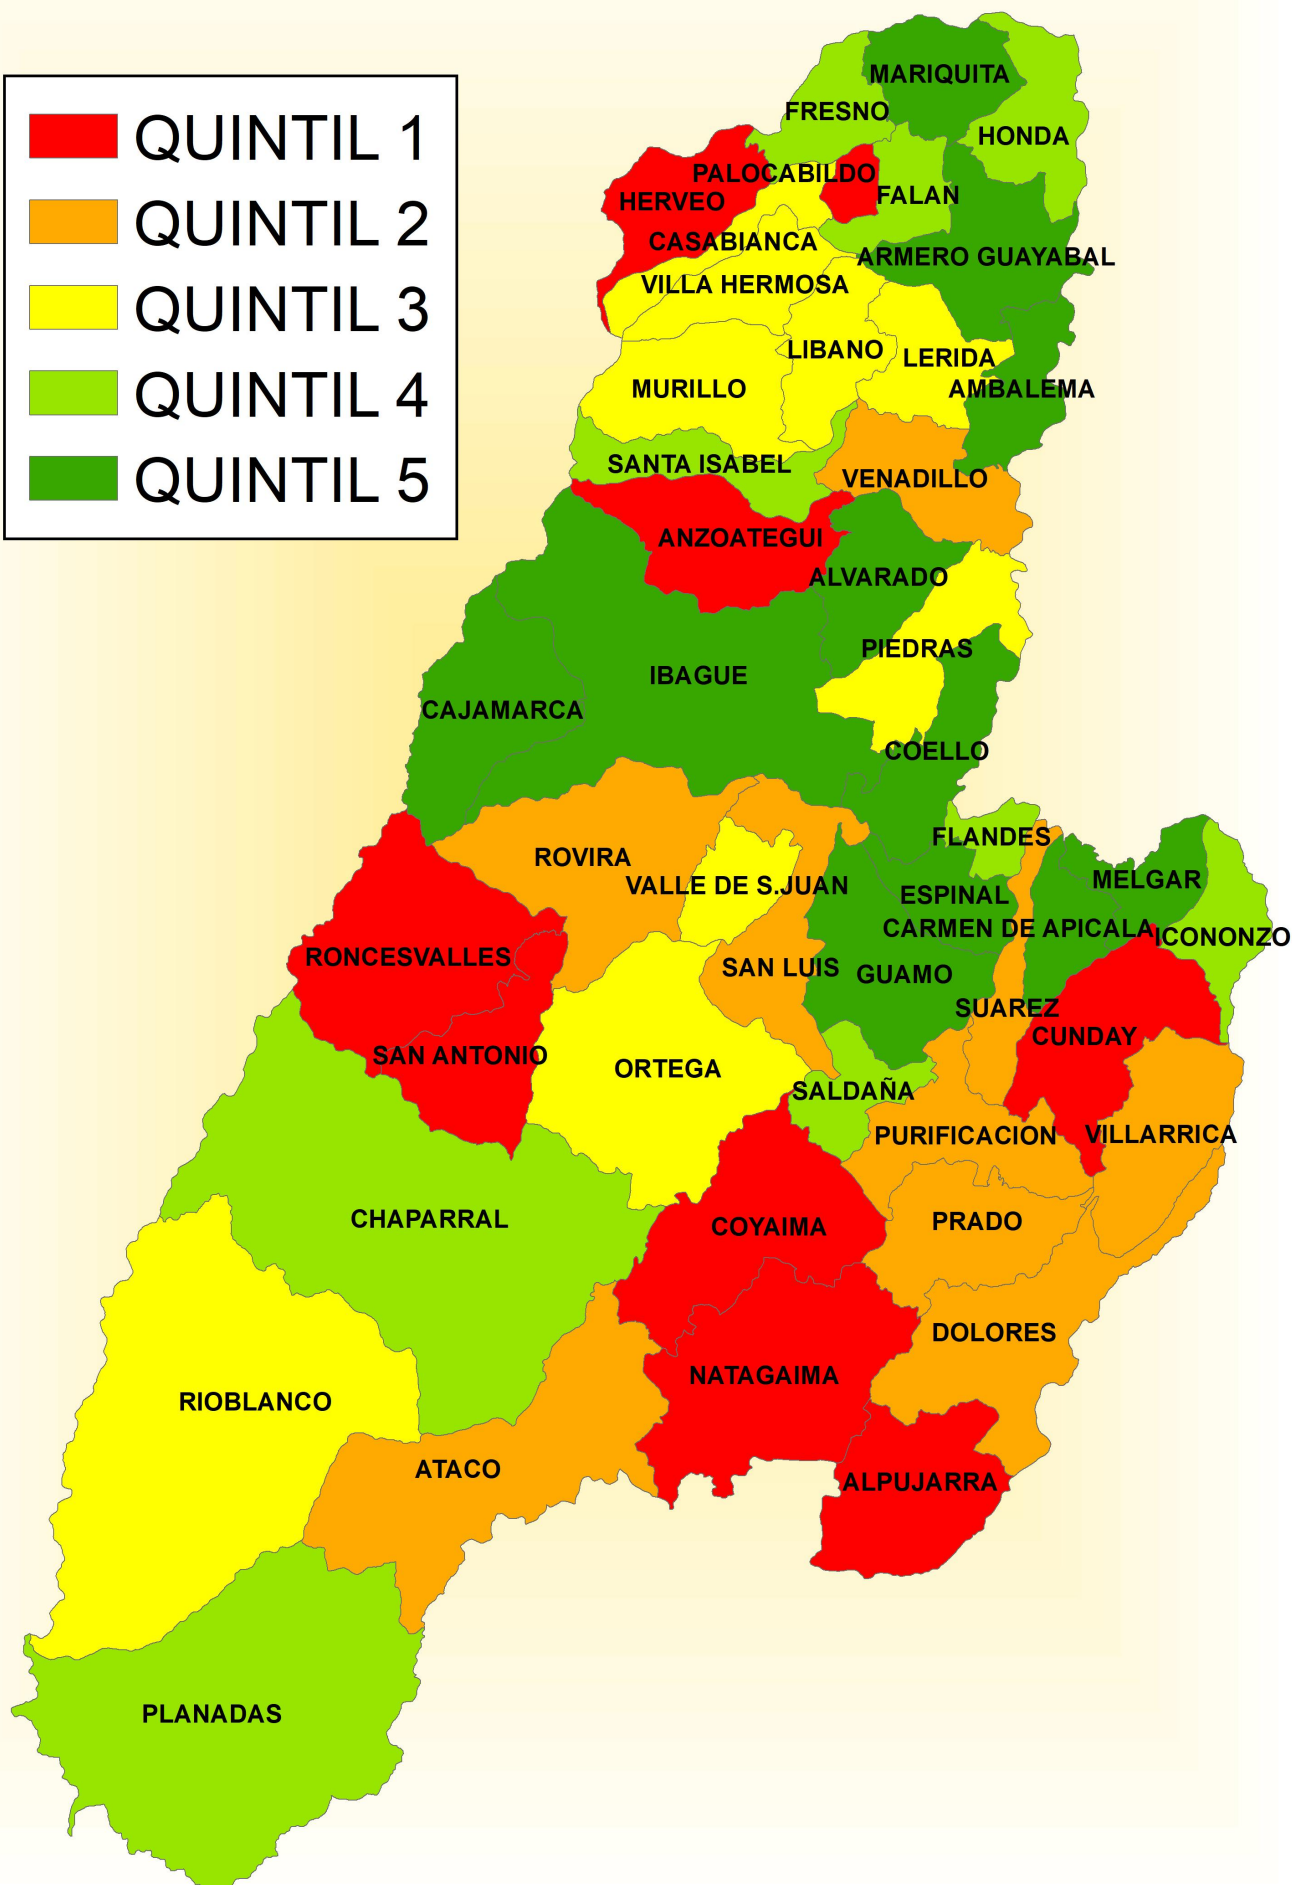 QUINTIL 1
QUINTIL 2
QUINTIL 3
QUINTIL 4
QUINTIL 5
MARIQUITA
FRESNO
HONDA
PALOCABILDO
FALAN
HERVEO
CASABIANCA
ARMERO GUAYABAL
VILLA HERMOSA
LIBANO
LERIDA
MURILLO
AMBALEMA
SANTA ISABEL
VENADILLO
ANZOATEGUI
ALVARADO
PIEDRAS
IBAGUE
CAJAMARCA
COELLO
FLANDES
ROVIRA
VALLE DE S.JUAN
MELGAR
ESPINAL
CARMEN DE APICALA
ICONONZO
RONCESVALLES
SAN LUIS
GUAMO
SUAREZ
CUNDAY
SAN ANTONIO
ORTEGA
SALDAÑA
PURIFICACION
VILLARRICA
CHAPARRAL
COYAIMA
PRADO
DOLORES
NATAGAIMA
RIOBLANCO
ATACO
ALPUJARRA
PLANADAS